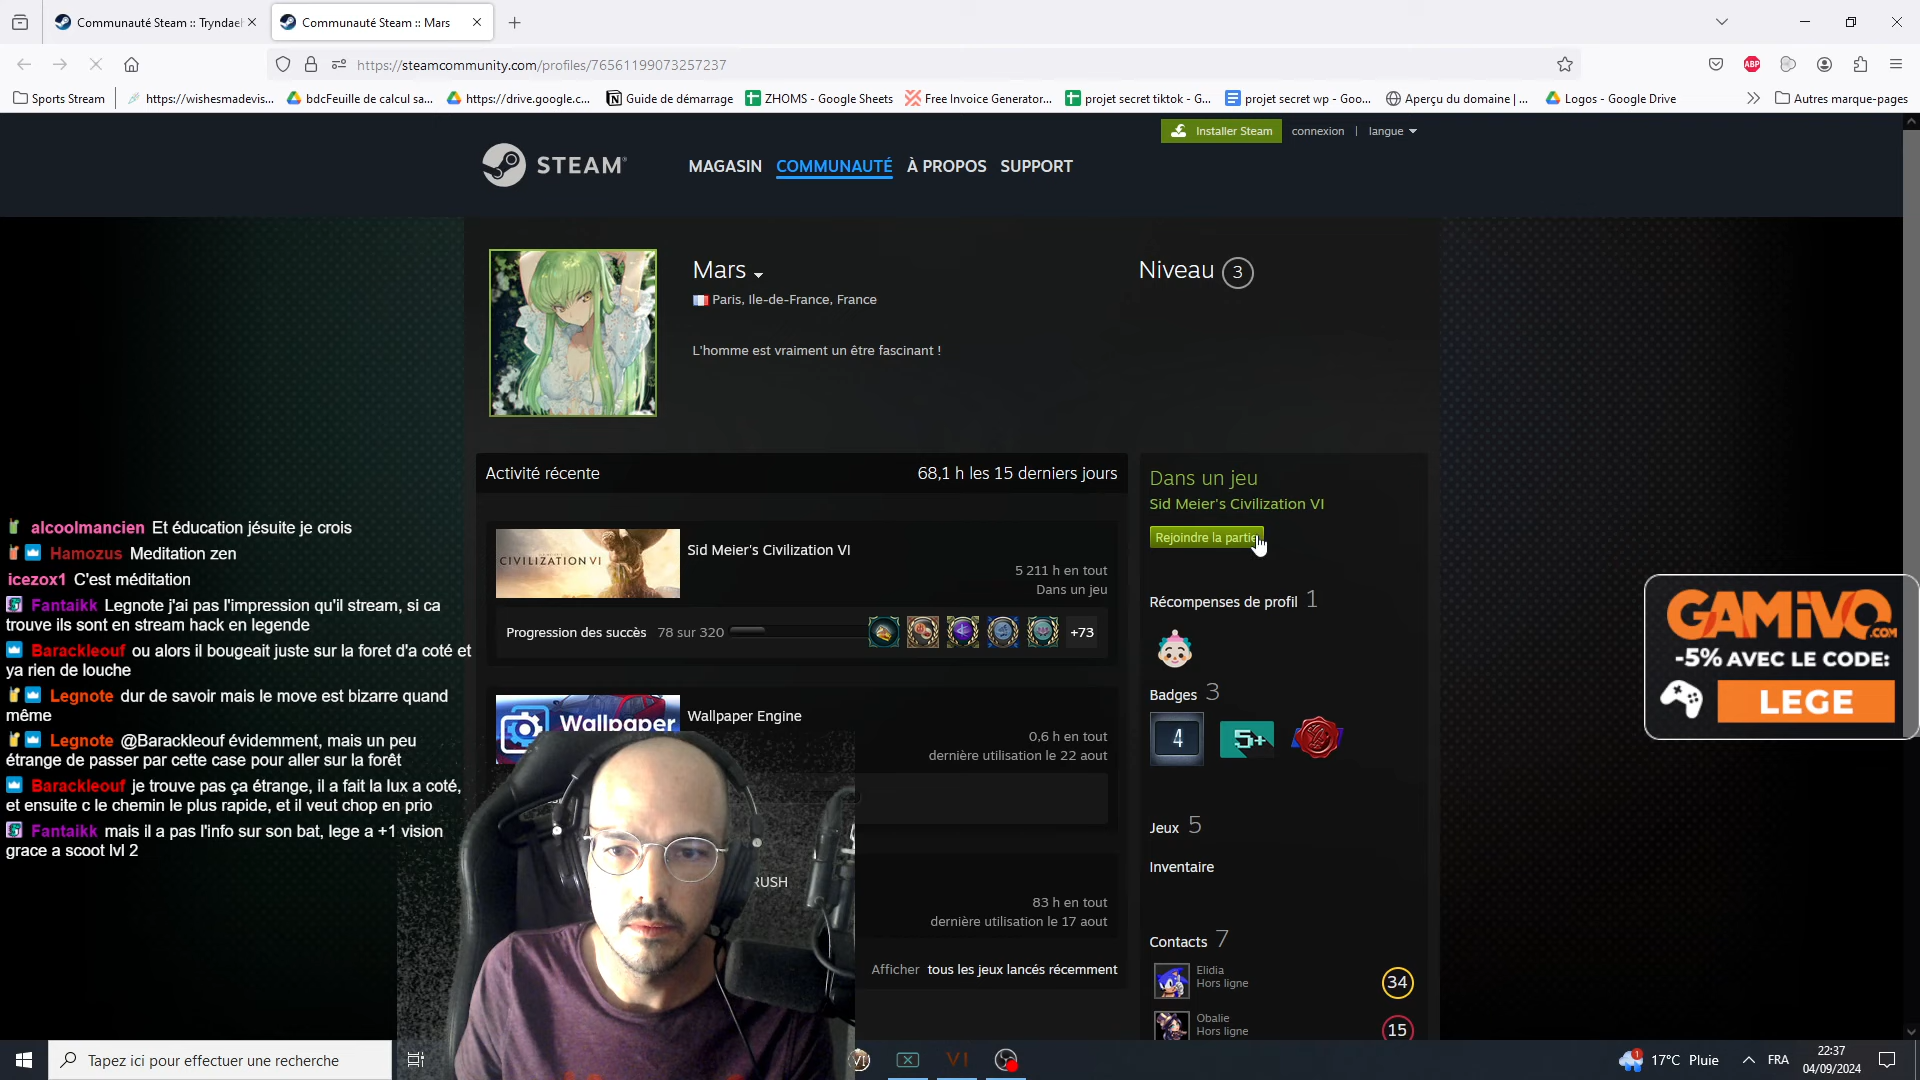 Communauté Steam :: Tryndae
Communauté Steam :: Mars
https://steamcommunity.com/profiles/76561199073257237
ABP
Sports Stream
https://wishesmadevis...
bdcFeuille de calcul sa...
https://drive.google.c...
Guide de démarrage
ZHOMS - Google Sheets
Free Invoice Generator...
projet secret tiktok - G...
projet secret wp - Goo...
Aperçu du domaine | ...
Logos - Google Drive
Autres marque-pages
Installer Steam
connexion | langue
STEAM
MAGASIN COMMUNAUTÉ À PROPOS SUPPORT
Mars
Niveau 3
Paris, Ile-de-France, France
L'homme est vraiment un être fascinant !
Activité récente
68,1 h les 15 derniers jours
CIVILIZATION VI
Sid Meier's Civilization VI
5 211 h en tout
Dans un jeu
Progression des succès 78 sur 320
+73
Wallpaper
Wallpaper Engine
0,6 h en tout
dernière utilisation le 22 aout
83 h en tout
dernière utilisation le 17 aout
Afficher tous les jeux lancés récemment
Dans un jeu
Sid Meier's Civilization VI
Rejoindre la partie
Récompenses de profil 1
Badges 3
4
5+
Jeux 5
Inventaire
Contacts 7
Elidia
Hors ligne
34
Obalie
Hors ligne
15
alcoolmancien Et éducation jésuite je crois
Hamozus Meditation zen
icezox1 C'est méditation
Fantaikk Legnote j'ai pas l'impression qu'il stream, si ca
trouve ils sont en stream hack en legende
Barackleouf ou alors il bougeait juste sur la foret d'a coté et
ya rien de louche
Legnote dur de savoir mais le move est bizarre quand
même
Legnote @Barackleouf évidemment, mais un peu
étrange de passer par cette case pour aller sur la forêt
Barackleouf je trouve pas ça étrange, il a fait la lux a coté,
et ensuite c le chemin le plus rapide, et il veut chop en prio
Fantaikk mais il a pas l'info sur son bat, lege a +1 vision
grace a scoot lvl 2
GAMIVO.COM
-5% AVEC LE CODE:
LEGE
Tapez ici pour effectuer une recherche
VI
1
17°C Pluie
FRA
22:37
04/09/2024